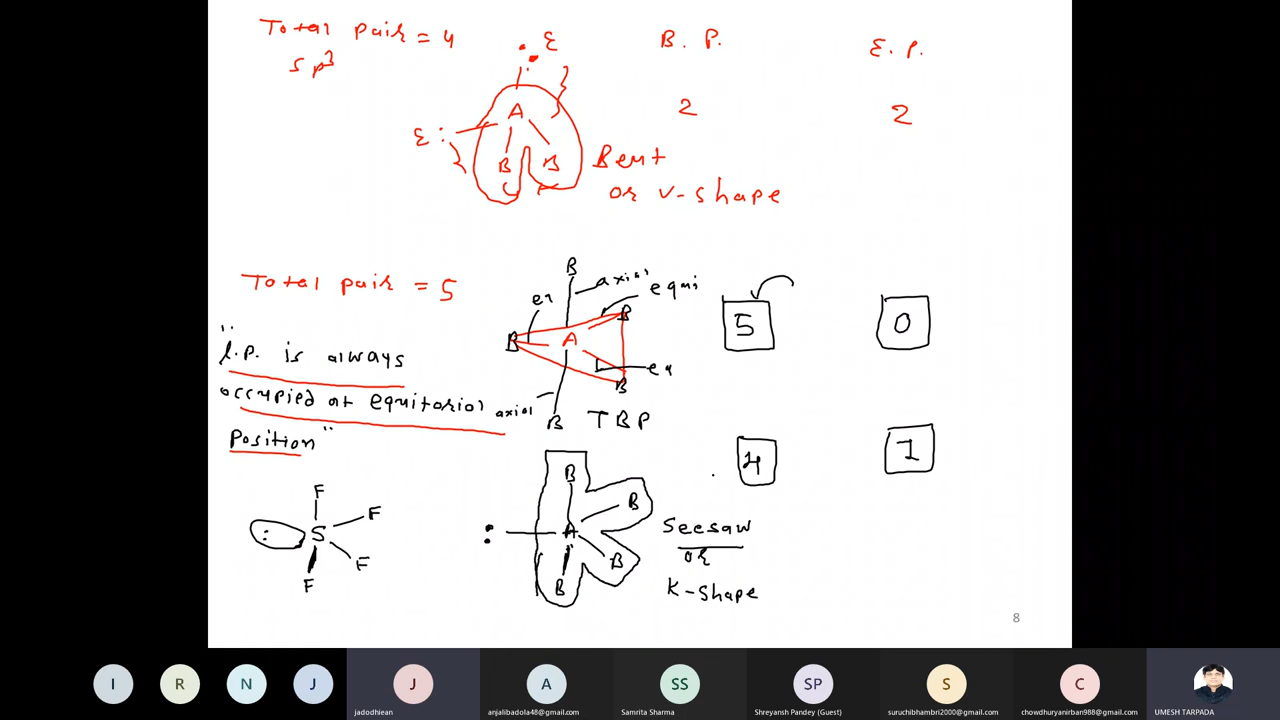 Total pair = 4
sp³
: E
B. P.
E. P.
A
2
2
E :
B B
Bent
or v-shape
Total pair = 5
B
axial
equi
eq
B
B
A
5
0
l.p. is always
eq
B
occupied at equitorial
axial
B
TBP
Position"
4
1
F
B
B
F
: S
: A
Seesaw
or
F
B
F
B
K-shape
8
I
R
N
J
J
A
SS
SP
S
C
jadodhiean
anjalibadola48@gmail.com
Samrita Sharma
Shreyansh Pandey (Guest)
suruchibhambri2000@gmail.com
chowdhuryanirban988@gmail.com
UMESH TARPADA